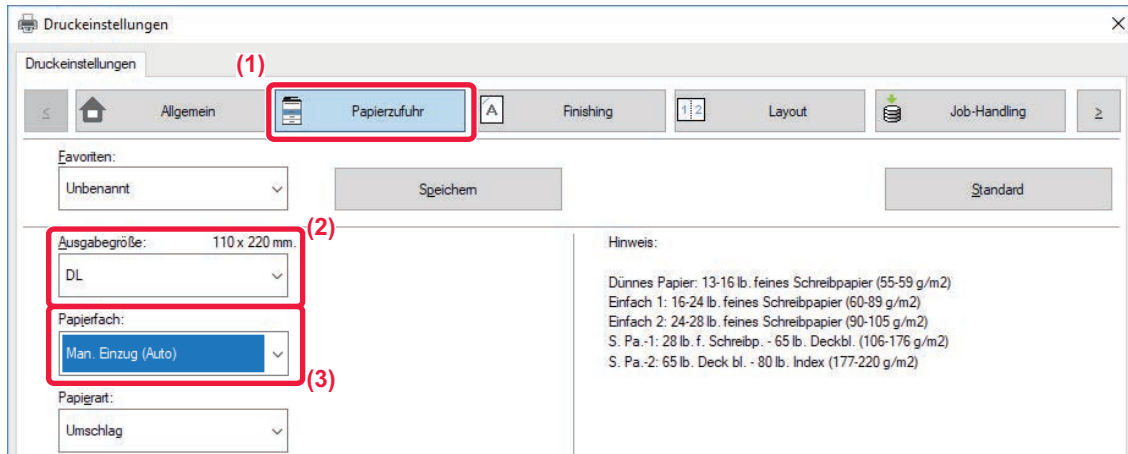 Druckeinstellungen
Druckeinstellungen
(1)
Allgemein
Papierzufuhr
A
Finishing
1 2
Layout
Job-Handling
Favoriten:
Unbenannt
Speichern
Standard
(2)
Ausgabegröße: 110 x 220 mm.
DL
Papierfach:
Man. Einzug (Auto)
(3)
Papierart:
Umschlag
Hinweis:
Dünnes Papier: 13-16 lb. feines Schreibpapier (55-59 g/m2)
Einfach 1: 16-24 lb. feines Schreibpapier (60-89 g/m2)
Einfach 2: 24-28 lb. feines Schreibpapier (90-105 g/m2)
S. Pa.-1: 28 lb. f. Schreibp. - 65 lb. Deckbl. (106-176 g/m2)
S. Pa.-2: 65 lb. Deck bl. - 80 lb. Index (177-220 g/m2)